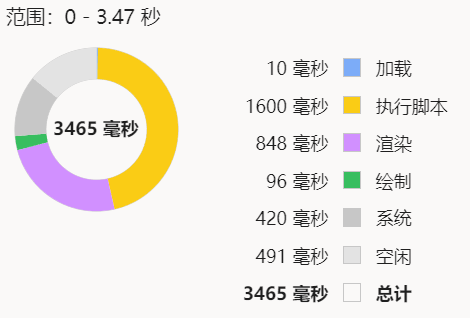 范围：0 - 3.47 秒
3465 毫秒
10 毫秒 加载
1600 毫秒 执行脚本
848 毫秒 渲染
96 毫秒 绘制
420 毫秒 系统
491 毫秒 空闲
3465 毫秒 总计